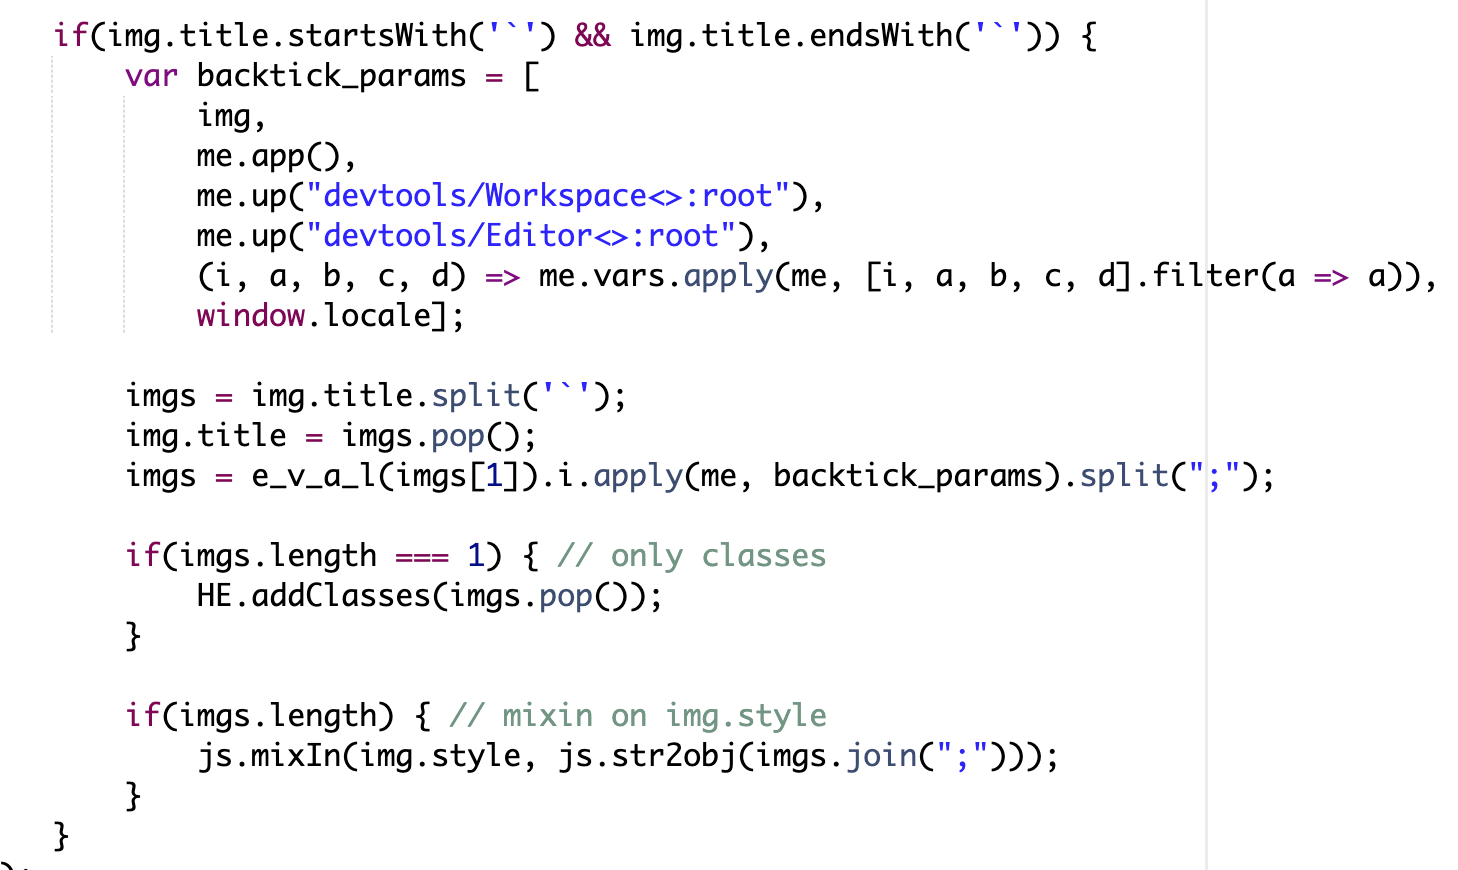 if(img.title.startsWith('`') && img.title.endsWith('`')) {
var backtick_params = [
img,
me.app(),
me.up("devtools/Workspace<>:root"),
me.up("devtools/Editor<>:root"),
(i, a, b, c, d) => me.vars.apply(me, [i, a, b, c, d].filter(a => a)),
window.locale];
imgs = img.title.split('`');
img.title = imgs.pop();
imgs = e_v_a_l(imgs[1]).i.apply(me, backtick_params).split(";");
if(imgs.length === 1) { // only classes
HE.addClasses(imgs.pop());
}
if(imgs.length) { // mixin on img.style
js.mixIn(img.style, js.str2obj(imgs.join(";")));
}
}